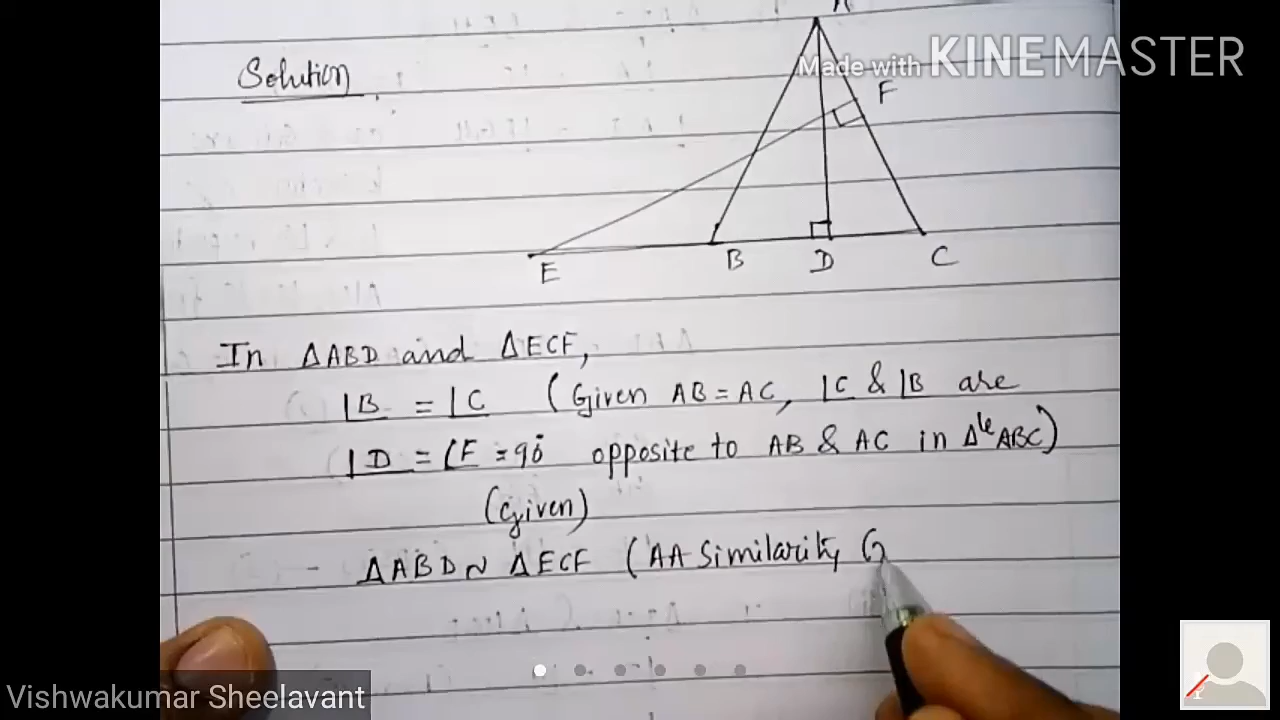 Made with KINEMASTER
Solution
F
E
B
D
C
In ΔABD and ΔECF,
∠B = ∠C (Given AB = AC, ∠C & ∠B are
∠D = ∠F = 90° opposite to AB & AC in Δle ABC)
(Given)
ΔABD ~ ΔECF (AA Similarity
Vishwakumar Sheelavant